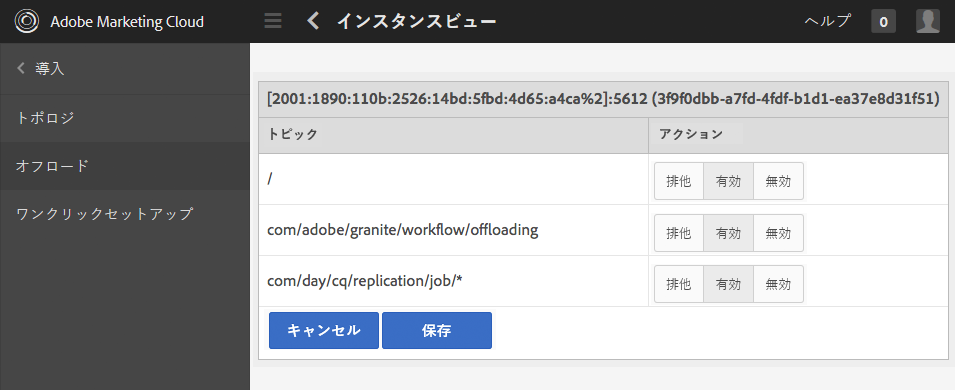 Adobe Marketing Cloud
インスタンスビュー
ヘルプ
0
導入
トポロジ
オフロード
ワンクリックセットアップ
[2001:1890:110b:2526:14bd:5fbd:4d65:a4ca%2]:5612 (3f9f0dbb-a7fd-4fdf-b1d1-ea37e8d31f51)
トピック アクション
/ 排他 有効 無効
com/adobe/granite/workflow/offloading 排他 有効 無効
com/day/cq/replication/job/* 排他 有効 無効
キャンセル 保存